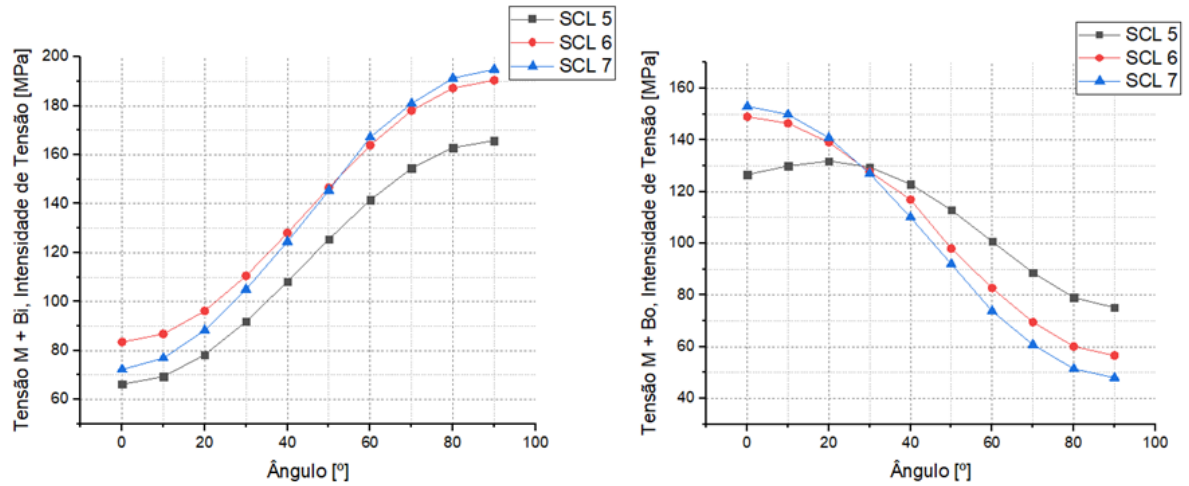 SCL 5
SCL 6
SCL 7
Tensão M + Bi, Intensidade de Tensão [MPa]
200
180
160
140
120
100
80
60
0
20
40
60
80
100
Ângulo [º]
SCL 5
SCL 6
SCL 7
Tensão M + Bo, Intensidade de Tensão [MPa]
160
140
120
100
80
60
40
0
20
40
60
80
100
Ângulo [º]